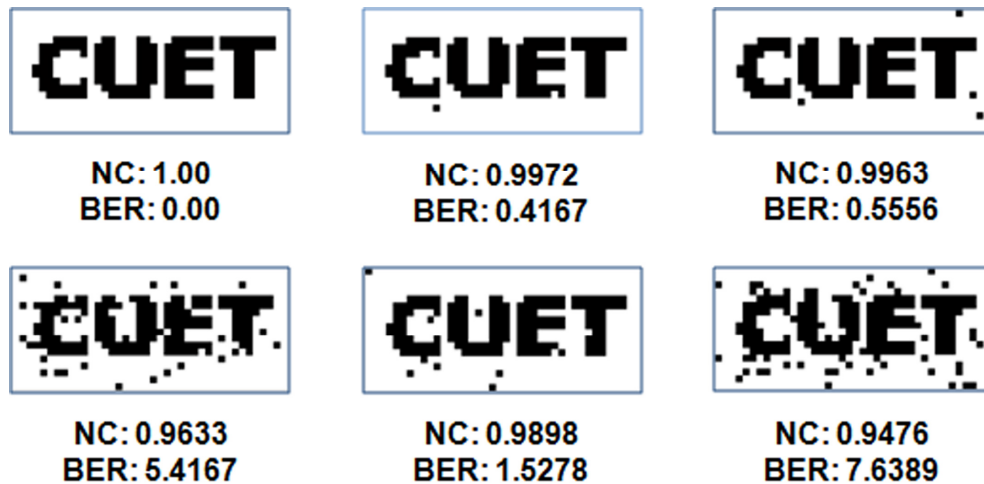 CUET CUET CUET
NC: 1.00 NC: 0.9972 NC: 0.9963
BER: 0.00 BER: 0.4167 BER: 0.5556
CUET CUET CUET
NC: 0.9633 NC: 0.9898 NC: 0.9476
BER: 5.4167 BER: 1.5278 BER: 7.6389